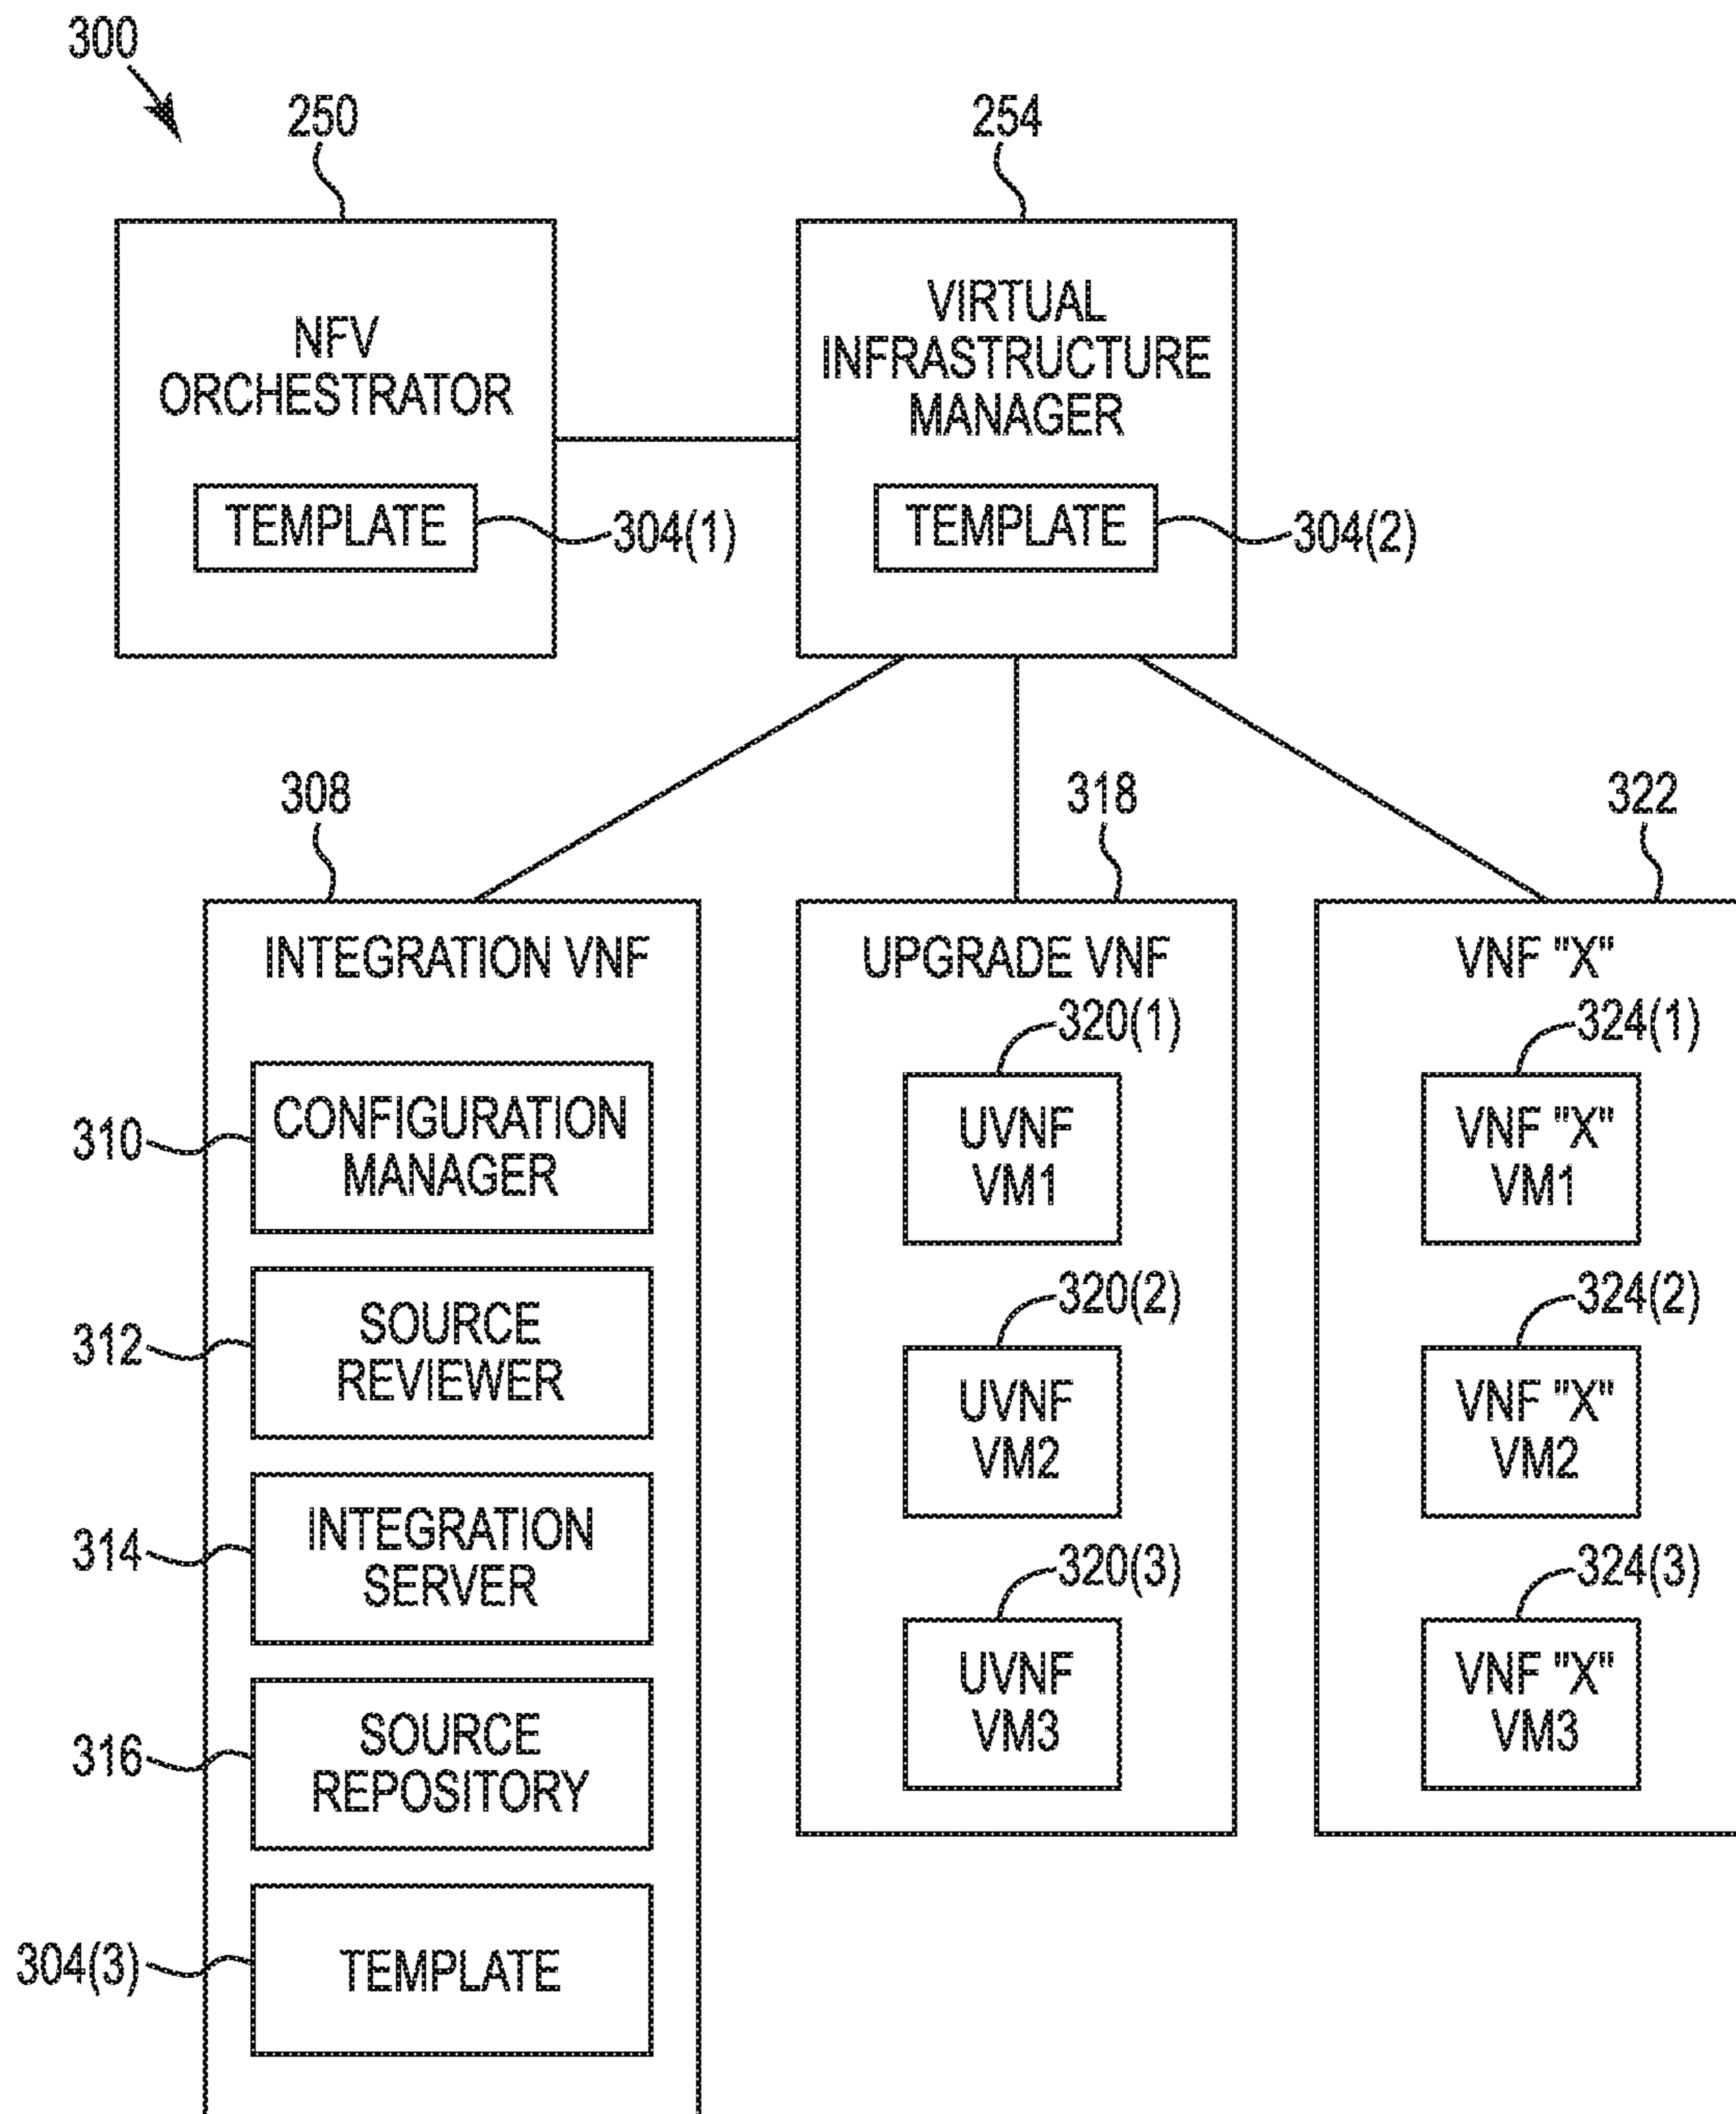 300
250
254
NFV
ORCHESTRATOR
TEMPLATE
304(1)
VIRTUAL
INFRASTRUCTURE
MANAGER
TEMPLATE
304(2)
308
318
322
INTEGRATION VNF
310
CONFIGURATION
MANAGER
312
SOURCE
REVIEWER
314
INTEGRATION
SERVER
316
SOURCE
REPOSITORY
304(3)
TEMPLATE
UPGRADE VNF
320(1)
UVNF
VM1
320(2)
UVNF
VM2
320(3)
UVNF
VM3
VNF "X"
324(1)
VNF "X"
VM1
324(2)
VNF "X"
VM2
324(3)
VNF "X"
VM3